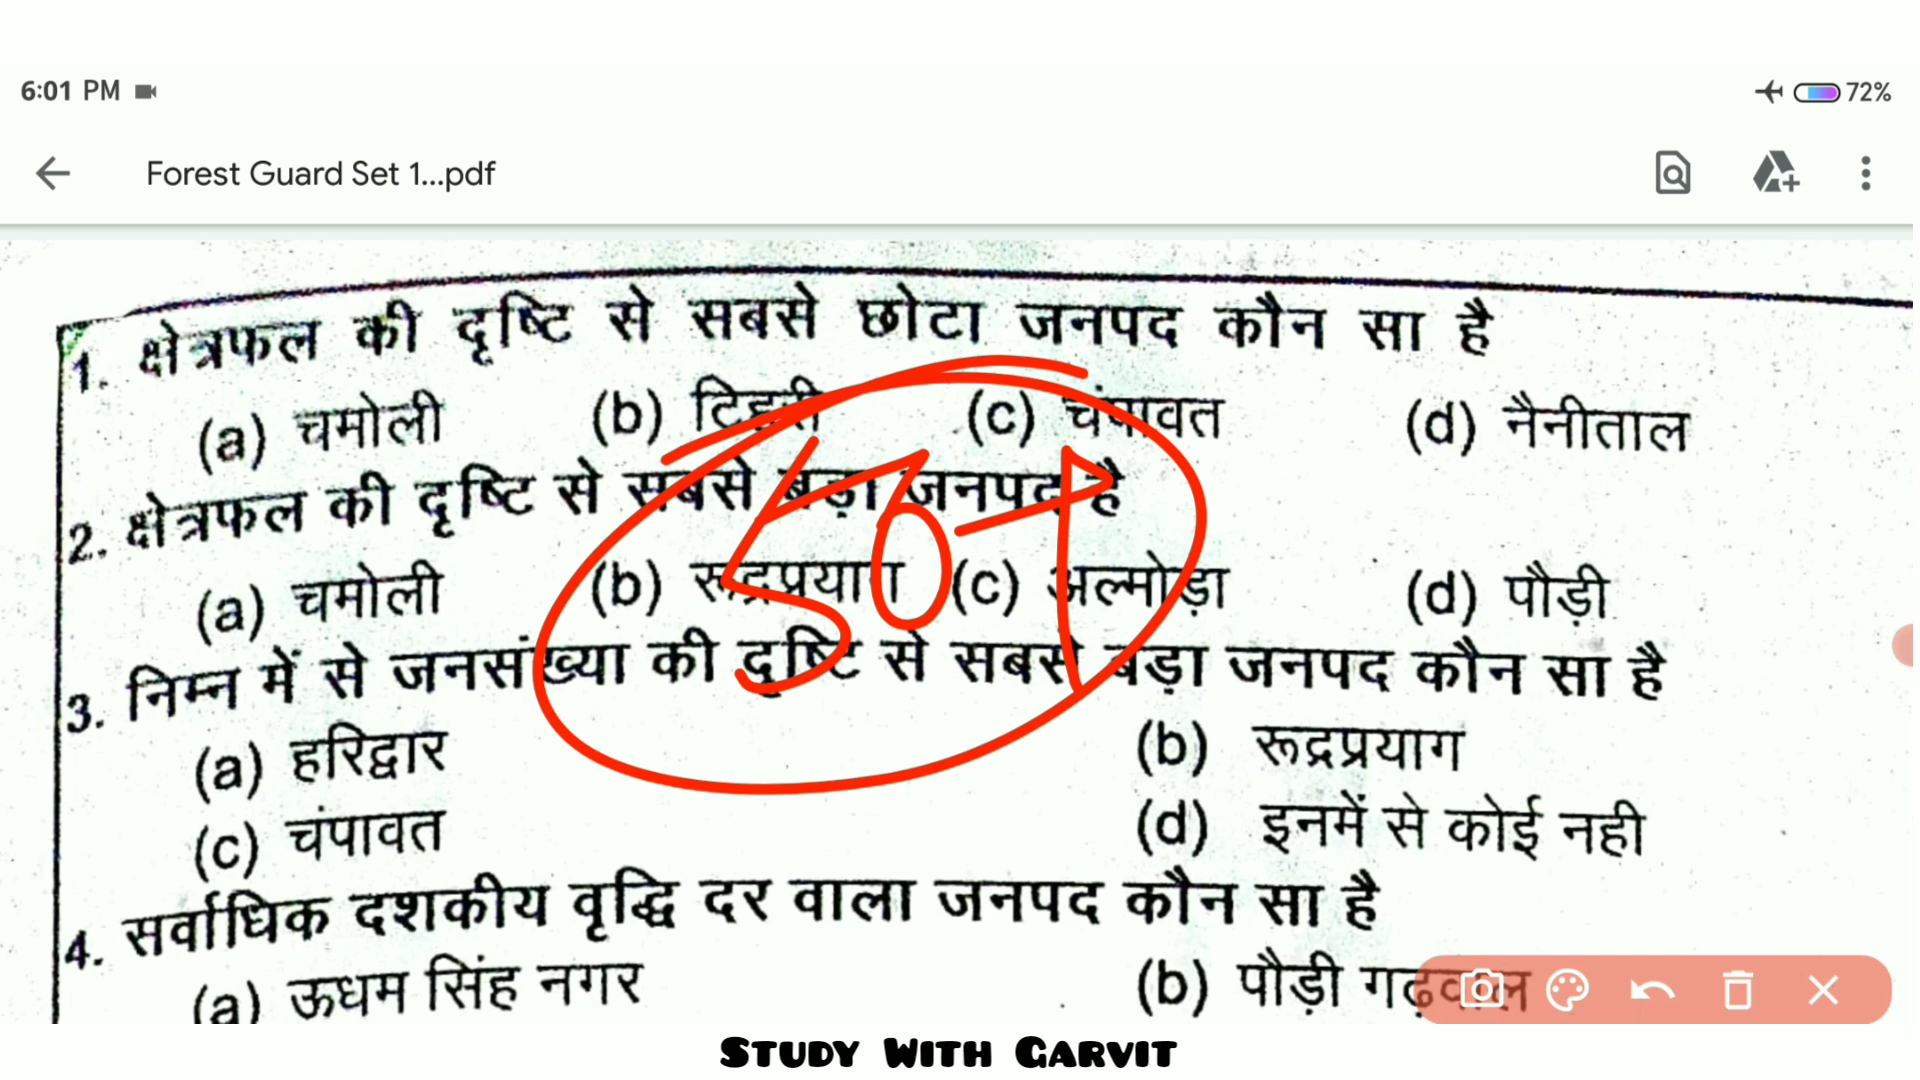 6:01 PM 72%
Forest Guard Set 1...pdf
1. क्षेत्रफल की दृष्टि से सबसे छोटा जनपद कौन सा है
(a) चमोली (b) टिहरी (c) चंपावत (d) नैनीताल
2. क्षेत्रफल की दृष्टि से सबसे बड़ा जनपद है
(a) चमोली (b) रूद्रप्रयाग (c) अल्मोड़ा (d) पौड़ी
3. निम्न में से जनसंख्या की दृष्टि से सबसे बड़ा जनपद कौन सा है
(a) हरिद्वार (b) रूद्रप्रयाग
(c) चंपावत (d) इनमें से कोई नही
4. सर्वाधिक दशकीय वृद्धि दर वाला जनपद कौन सा है
(a) ऊधम सिंह नगर (b) पौड़ी गढ़वाल
STUDY WITH GARVIT